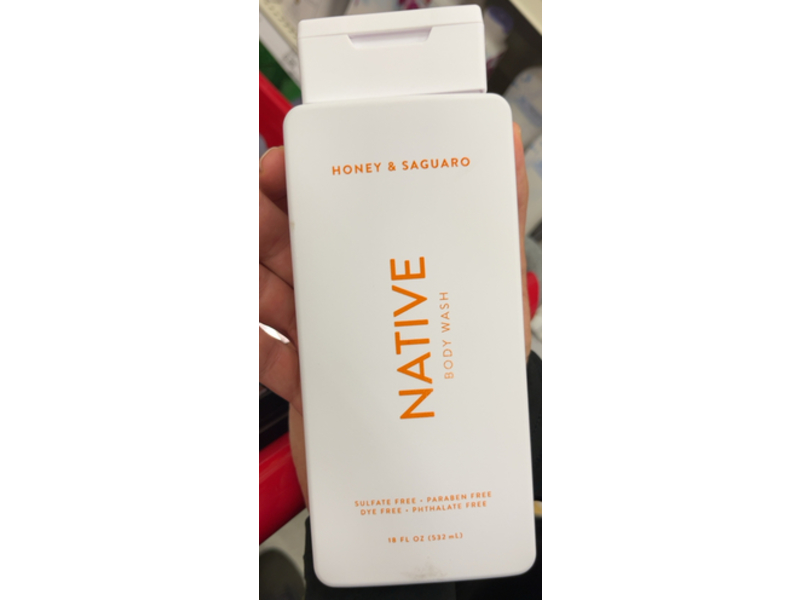 HONEY & SAGUARO
NATIVE
BODY WASH
SULFATE FREE • PARABEN FREE
DYE FREE • PHTHALATE FREE
18 FL OZ (532 mL)